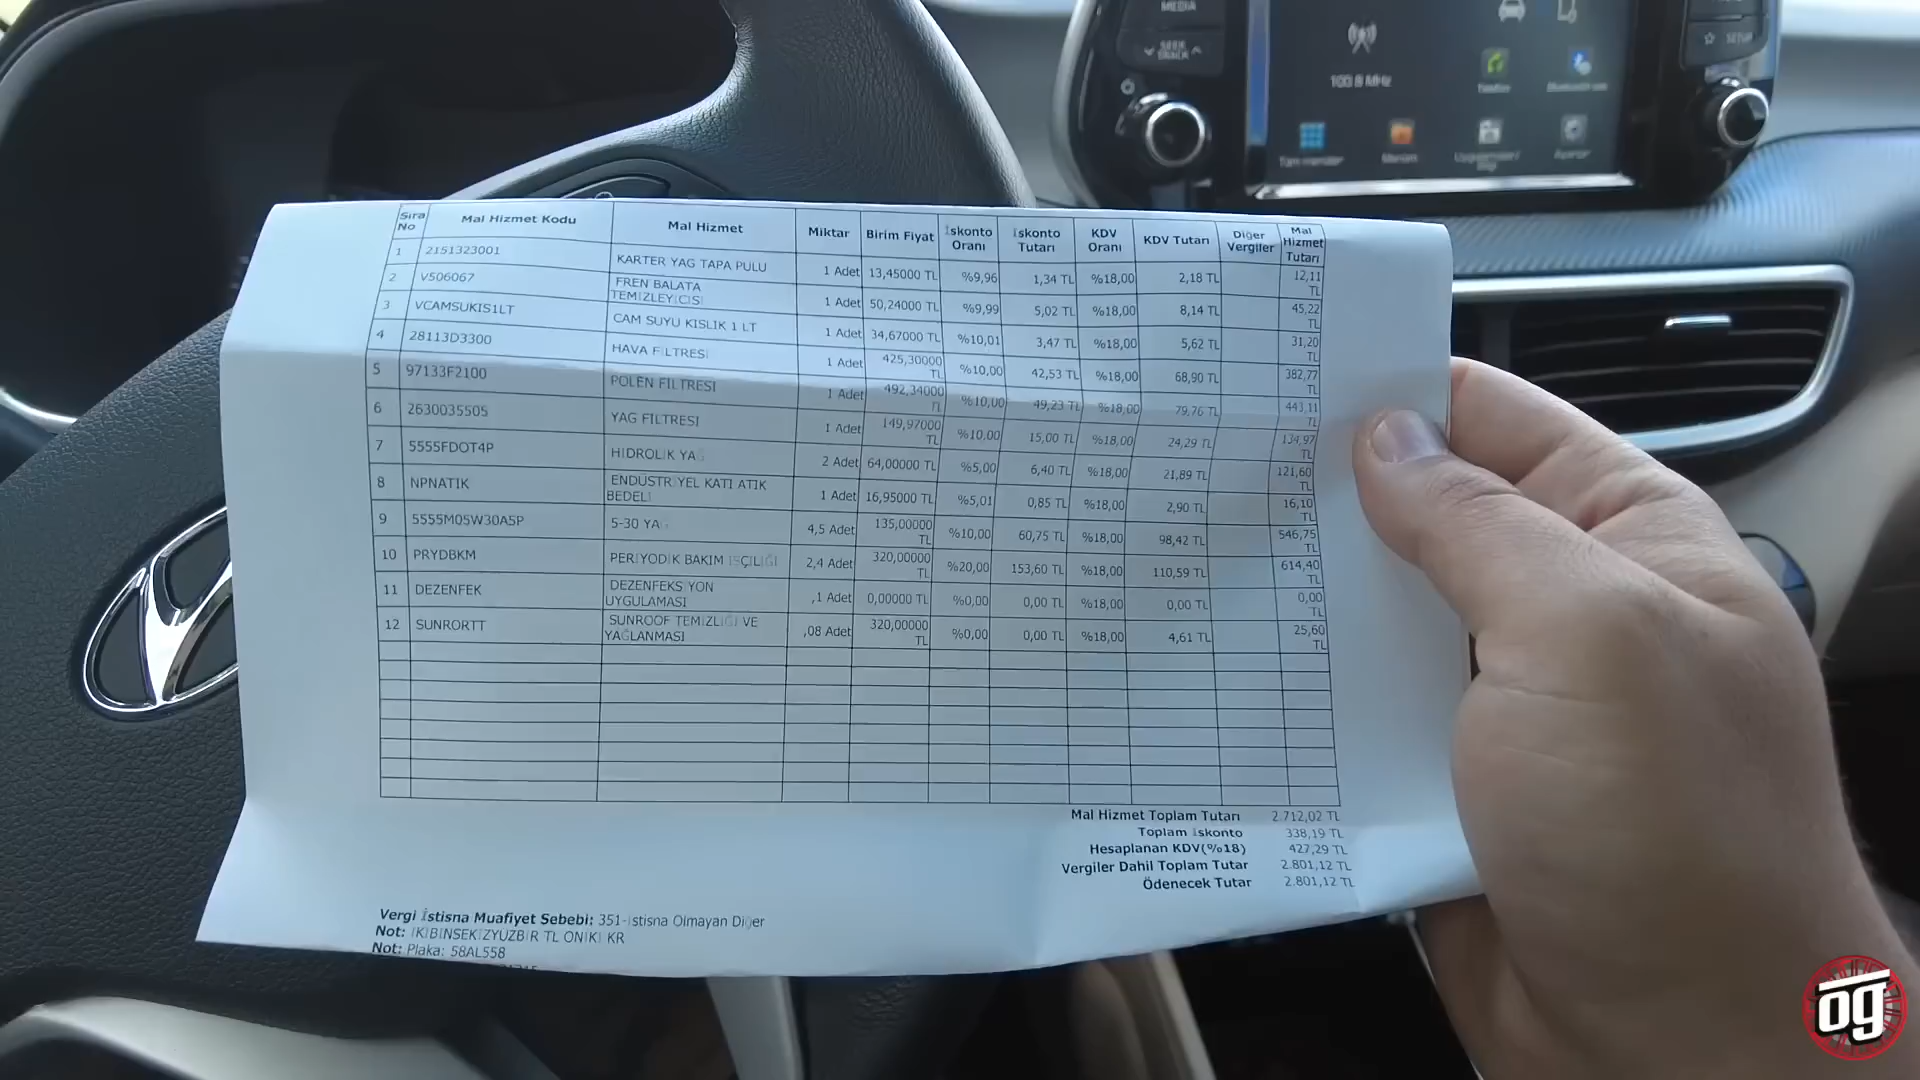 MEDIA
SETUP
100.8 MHz
Sıra No Mal Hizmet Kodu Mal Hizmet Miktar Birim Fiyat İskonto Oranı İskonto Tutarı KDV Oranı KDV Tutarı Diğer Vergiler Mal Hizmet Tutarı
1 2151323001 KARTER YAG TAPA PULU 1 Adet 13,45000 TL %9,96 1,34 TL %18,00 2,18 TL 12,11 TL
2 V506067 FREN BALATA TEMİZLEYİCİSİ 1 Adet 50,24000 TL %9,99 5,02 TL %18,00 8,14 TL 45,22 TL
3 VCAMSUKIS1LT CAM SUYU KISLIK 1 LT 1 Adet 34,67000 TL %10,01 3,47 TL %18,00 5,62 TL 31,20 TL
4 28113D3300 HAVA FİLTRESİ 1 Adet 425,30000 TL %10,00 42,53 TL %18,00 68,90 TL 382,77 TL
5 97133F2100 POLEN FİLTRESİ 1 Adet 492,34000 TL %10,00 49,23 TL %18,00 79,76 TL 443,11 TL
6 2630035505 YAG FİLTRESİ 1 Adet 149,97000 TL %10,00 15,00 TL %18,00 24,29 TL 134,97 TL
7 5555FDOT4P HİDROLİK YAĞ 2 Adet 64,00000 TL %5,00 6,40 TL %18,00 21,89 TL 121,60 TL
8 NPNATIK ENDÜSTRİYEL KATI ATIK BEDELİ 1 Adet 16,95000 TL %5,01 0,85 TL %18,00 2,90 TL 16,10 TL
9 5555M05W30A5P 5-30 YAĞ 4,5 Adet 135,00000 TL %10,00 60,75 TL %18,00 98,42 TL 546,75 TL
10 PRYDBKM PERİYODİK BAKIM İŞÇİLİĞİ 2,4 Adet 320,00000 TL %20,00 153,60 TL %18,00 110,59 TL 614,40 TL
11 DEZENFEK DEZENFEKSİYON UYGULAMASI ,1 Adet 0,00000 TL %0,00 0,00 TL %18,00 0,00 TL 0,00 TL
12 SUNRORTT SUNROOF TEMİZLİĞİ VE YAĞLANMASI ,08 Adet 320,00000 TL %0,00 0,00 TL %18,00 4,61 TL 25,60 TL
Mal Hizmet Toplam Tutarı 2.712,02 TL
Toplam İskonto 338,19 TL
Hesaplanan KDV(%18) 427,29 TL
Vergiler Dahil Toplam Tutar 2.801,12 TL
Ödenecek Tutar 2.801,12 TL
Vergi İstisna Muafiyet Sebebi: 351-İstisna Olmayan Diğer
Not: İKİBİNSEKİZYÜZBİR TL ONİKİ KR
Not: Plaka: 58AL558
og